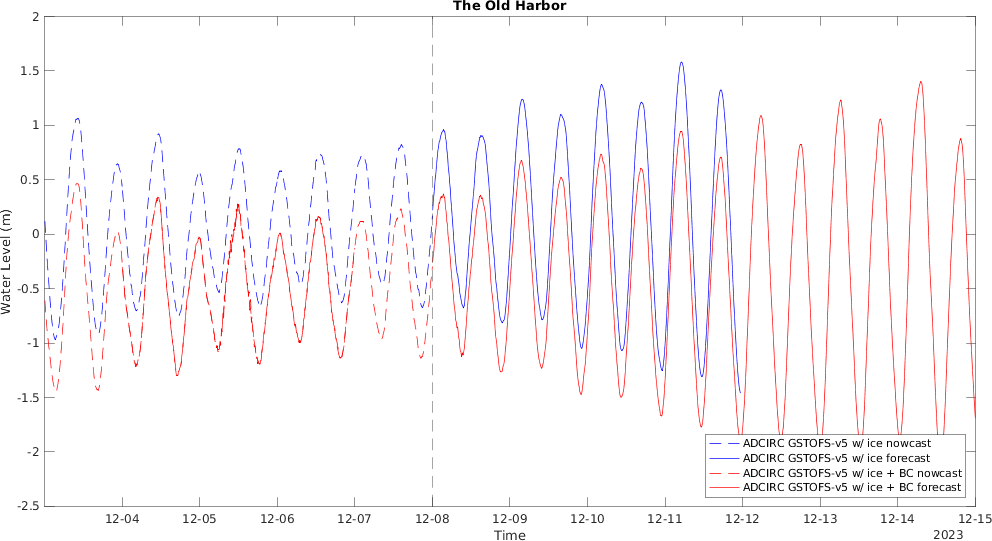 The Old Harbor
2
1.5
1
0.5
0
-0.5
-1
-1.5
-2
-2.5
Water Level (m)
12-04 12-05 12-06 12-07 12-08 12-09 12-10 12-11 12-12 12-13 12-14 12-15
Time
2023
ADCIRC GSTOFS-v5 w/ ice nowcast
ADCIRC GSTOFS-v5 w/ ice forecast
ADCIRC GSTOFS-v5 w/ ice + BC nowcast
ADCIRC GSTOFS-v5 w/ ice + BC forecast